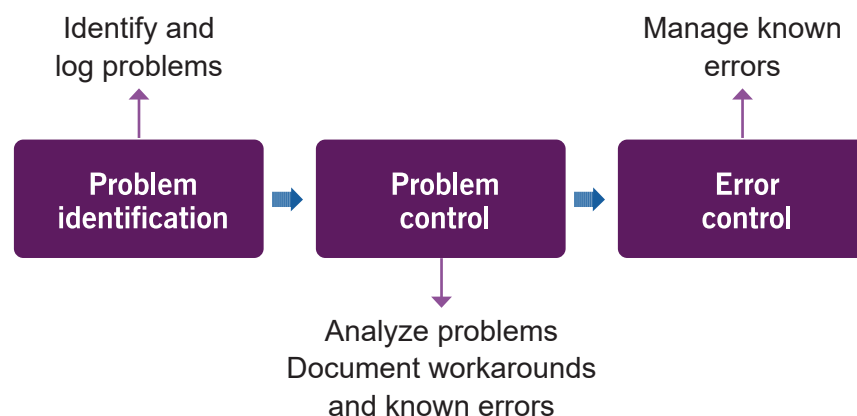 Identify and
log problems
Manage known
errors
Problem
identification
Problem
control
Error
control
Analyze problems
Document workarounds
and known errors